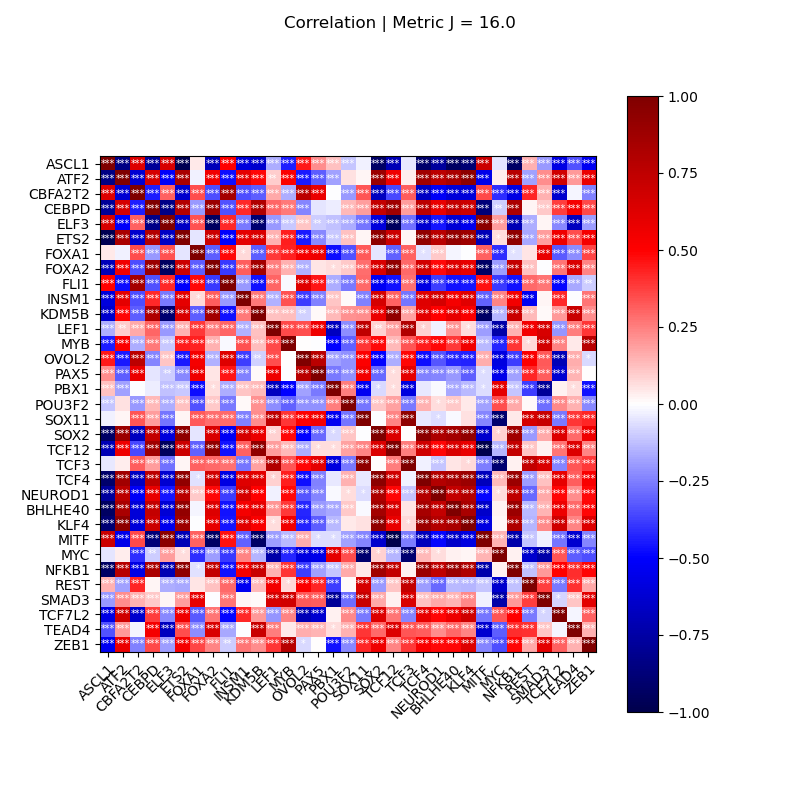 Correlation | Metric J = 16.0
ASCL1
ATF2
CBFA2T2
CEBPD
ELF3
ETS2
FOXA1
FOXA2
FLI1
INSM1
KDM5B
LEF1
MYB
OVOL2
PAX5
PBX1
POU3F2
SOX11
SOX2
TCF12
TCF3
TCF4
NEUROD1
BHLHE40
KLF4
MITF
MYC
NFKB1
REST
SMAD3
TCF7L2
TEAD4
ZEB1
ASCL1
ATF2
CBFA2T2
CEBPD
ELF3
ETS2
FOXA1
FOXA2
FLI1
INSM1
KDM5B
LEF1
MYB
OVOL2
PAX5
PBX1
POU3F2
SOX11
SOX2
TCF12
TCF3
TCF4
NEUROD1
BHLHE40
KLF4
MITF
MYC
NFKB1
REST
SMAD3
TCF7L2
TEAD4
ZEB1
1.00
0.75
0.50
0.25
0.00
−0.25
−0.50
−0.75
−1.00